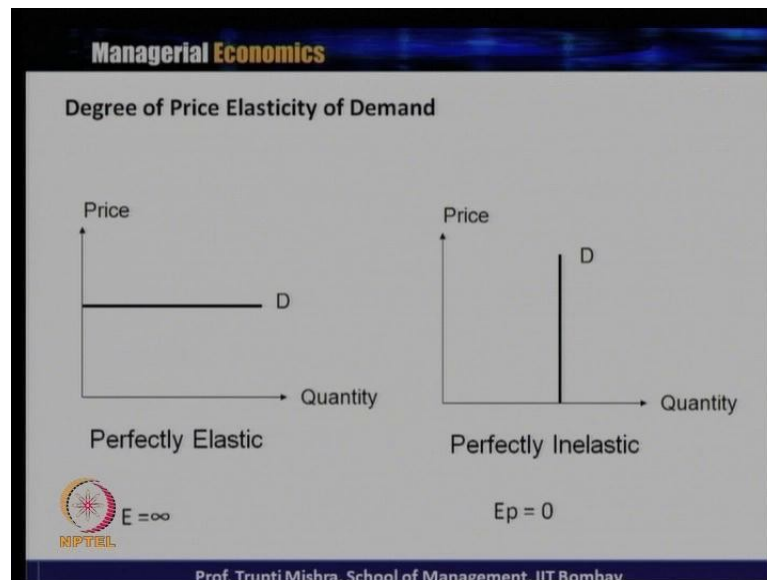 Managerial Economics
Degree of Price Elasticity of Demand
Price
D
Quantity
Perfectly Elastic
E =∞
Price
D
Quantity
Perfectly Inelastic
Ep = 0
NPTEL
Prof. Trupti Mishra, School of Management, IIT Bombay